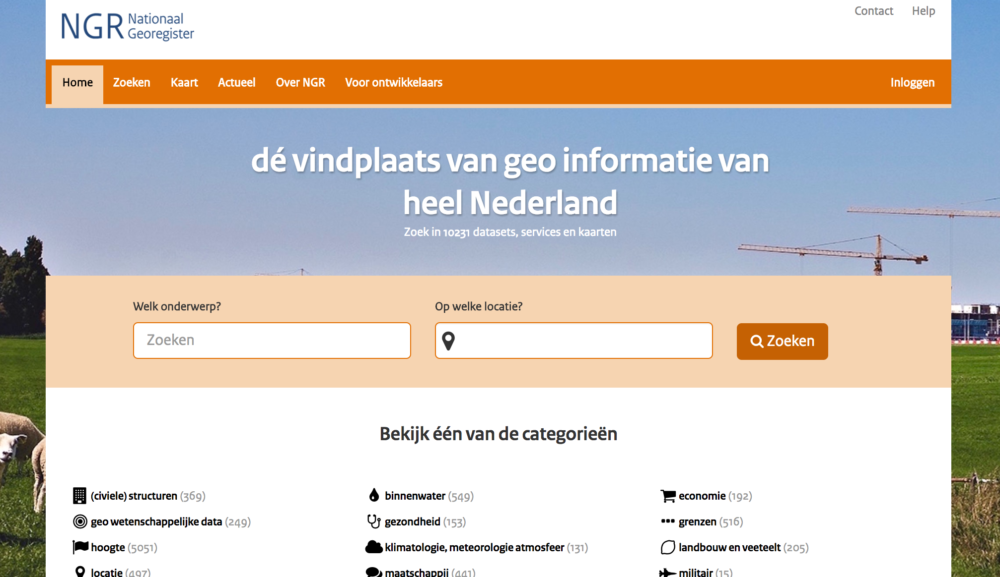 NGR Nationaal
Georegister
Contact Help
Home Zoeken Kaart Actueel Over NGR Voor ontwikkelaars Inloggen
dé vindplaats van geo informatie van
heel Nederland
Zoek in 10231 datasets, services en kaarten
Welk onderwerp? Op welke locatie?
Zoeken Zoeken
Bekijk één van de categorieën
(civiele) structuren (369) binnenwater (549) economie (192)
geo wetenschappelijke data (249) gezondheid (153) grenzen (516)
hoogte (5051) klimatologie, meteorologie atmosfeer (131) landbouw en veeteelt (205)
locatie (497) maatschappij (441) militair (15)